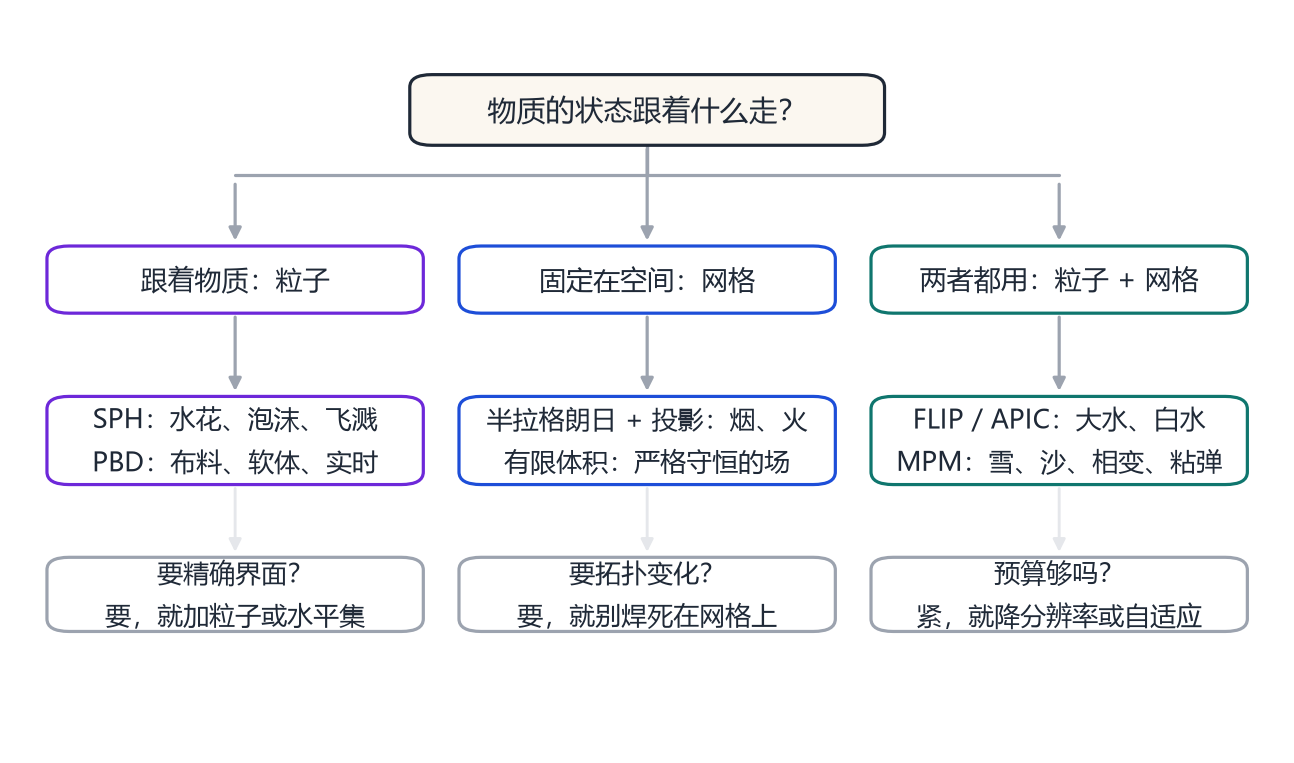 物质的状态跟着什么走？
跟着物质：粒子
固定在空间：网格
两者都用：粒子 + 网格
SPH：水花、泡沫、飞溅
PBD：布料、软体、实时
半拉格朗日 + 投影：烟、火
有限体积：严格守恒的场
FLIP / APIC：大水、白水
MPM：雪、沙、相变、粘弹
要精确界面？
要，就加粒子或水平集
要拓扑变化？
要，就别焊死在网格上
预算够吗？
紧，就降分辨率或自适应